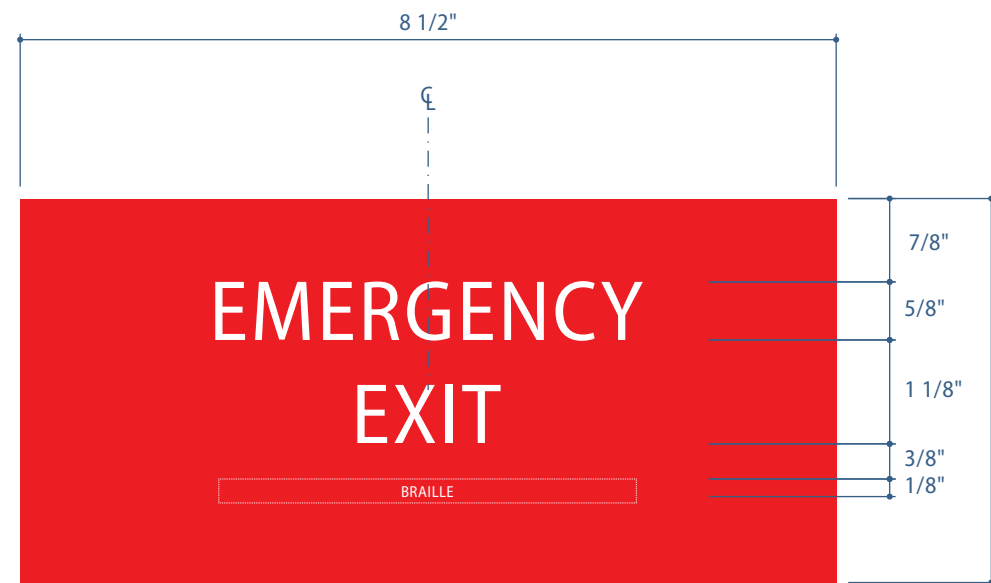 8 1/2"
℄
7/8"
EMERGENCY
5/8"
1 1/8"
EXIT
3/8"
1/8"
BRAILLE